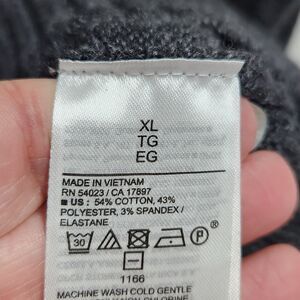 XL
TG
EG
MADE IN VIETNAM
RN 54023 / CA 17897
US : 54% COTTON, 43%
POLYESTER, 3% SPANDEX /
ELASTANE
30 P
1166
MACHINE WASH COLD GENTLE